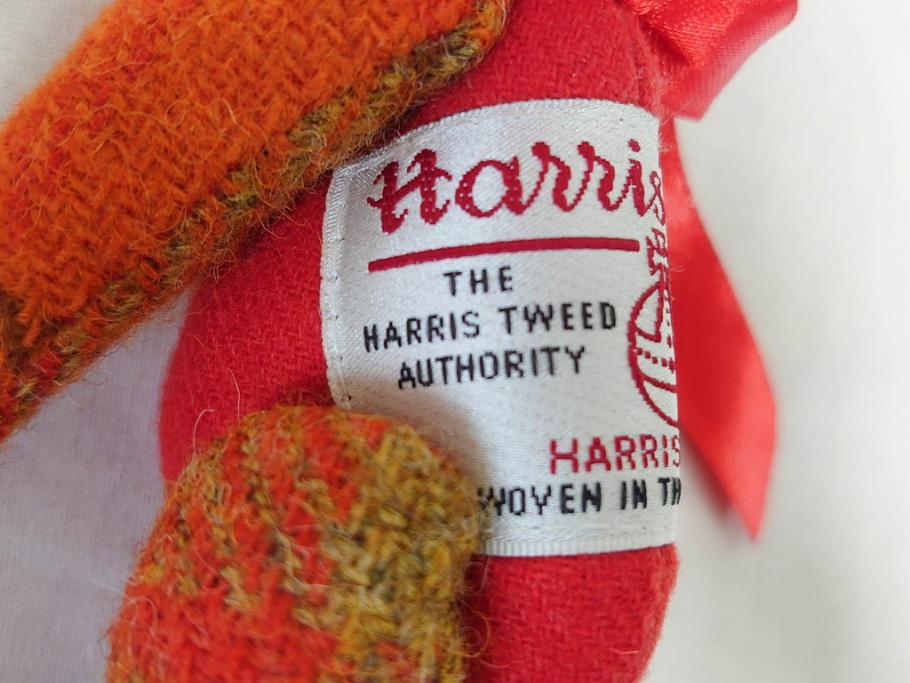 Harris
THE
HARRIS TWEED
AUTHORITY
HARRIS
WOVEN IN TH